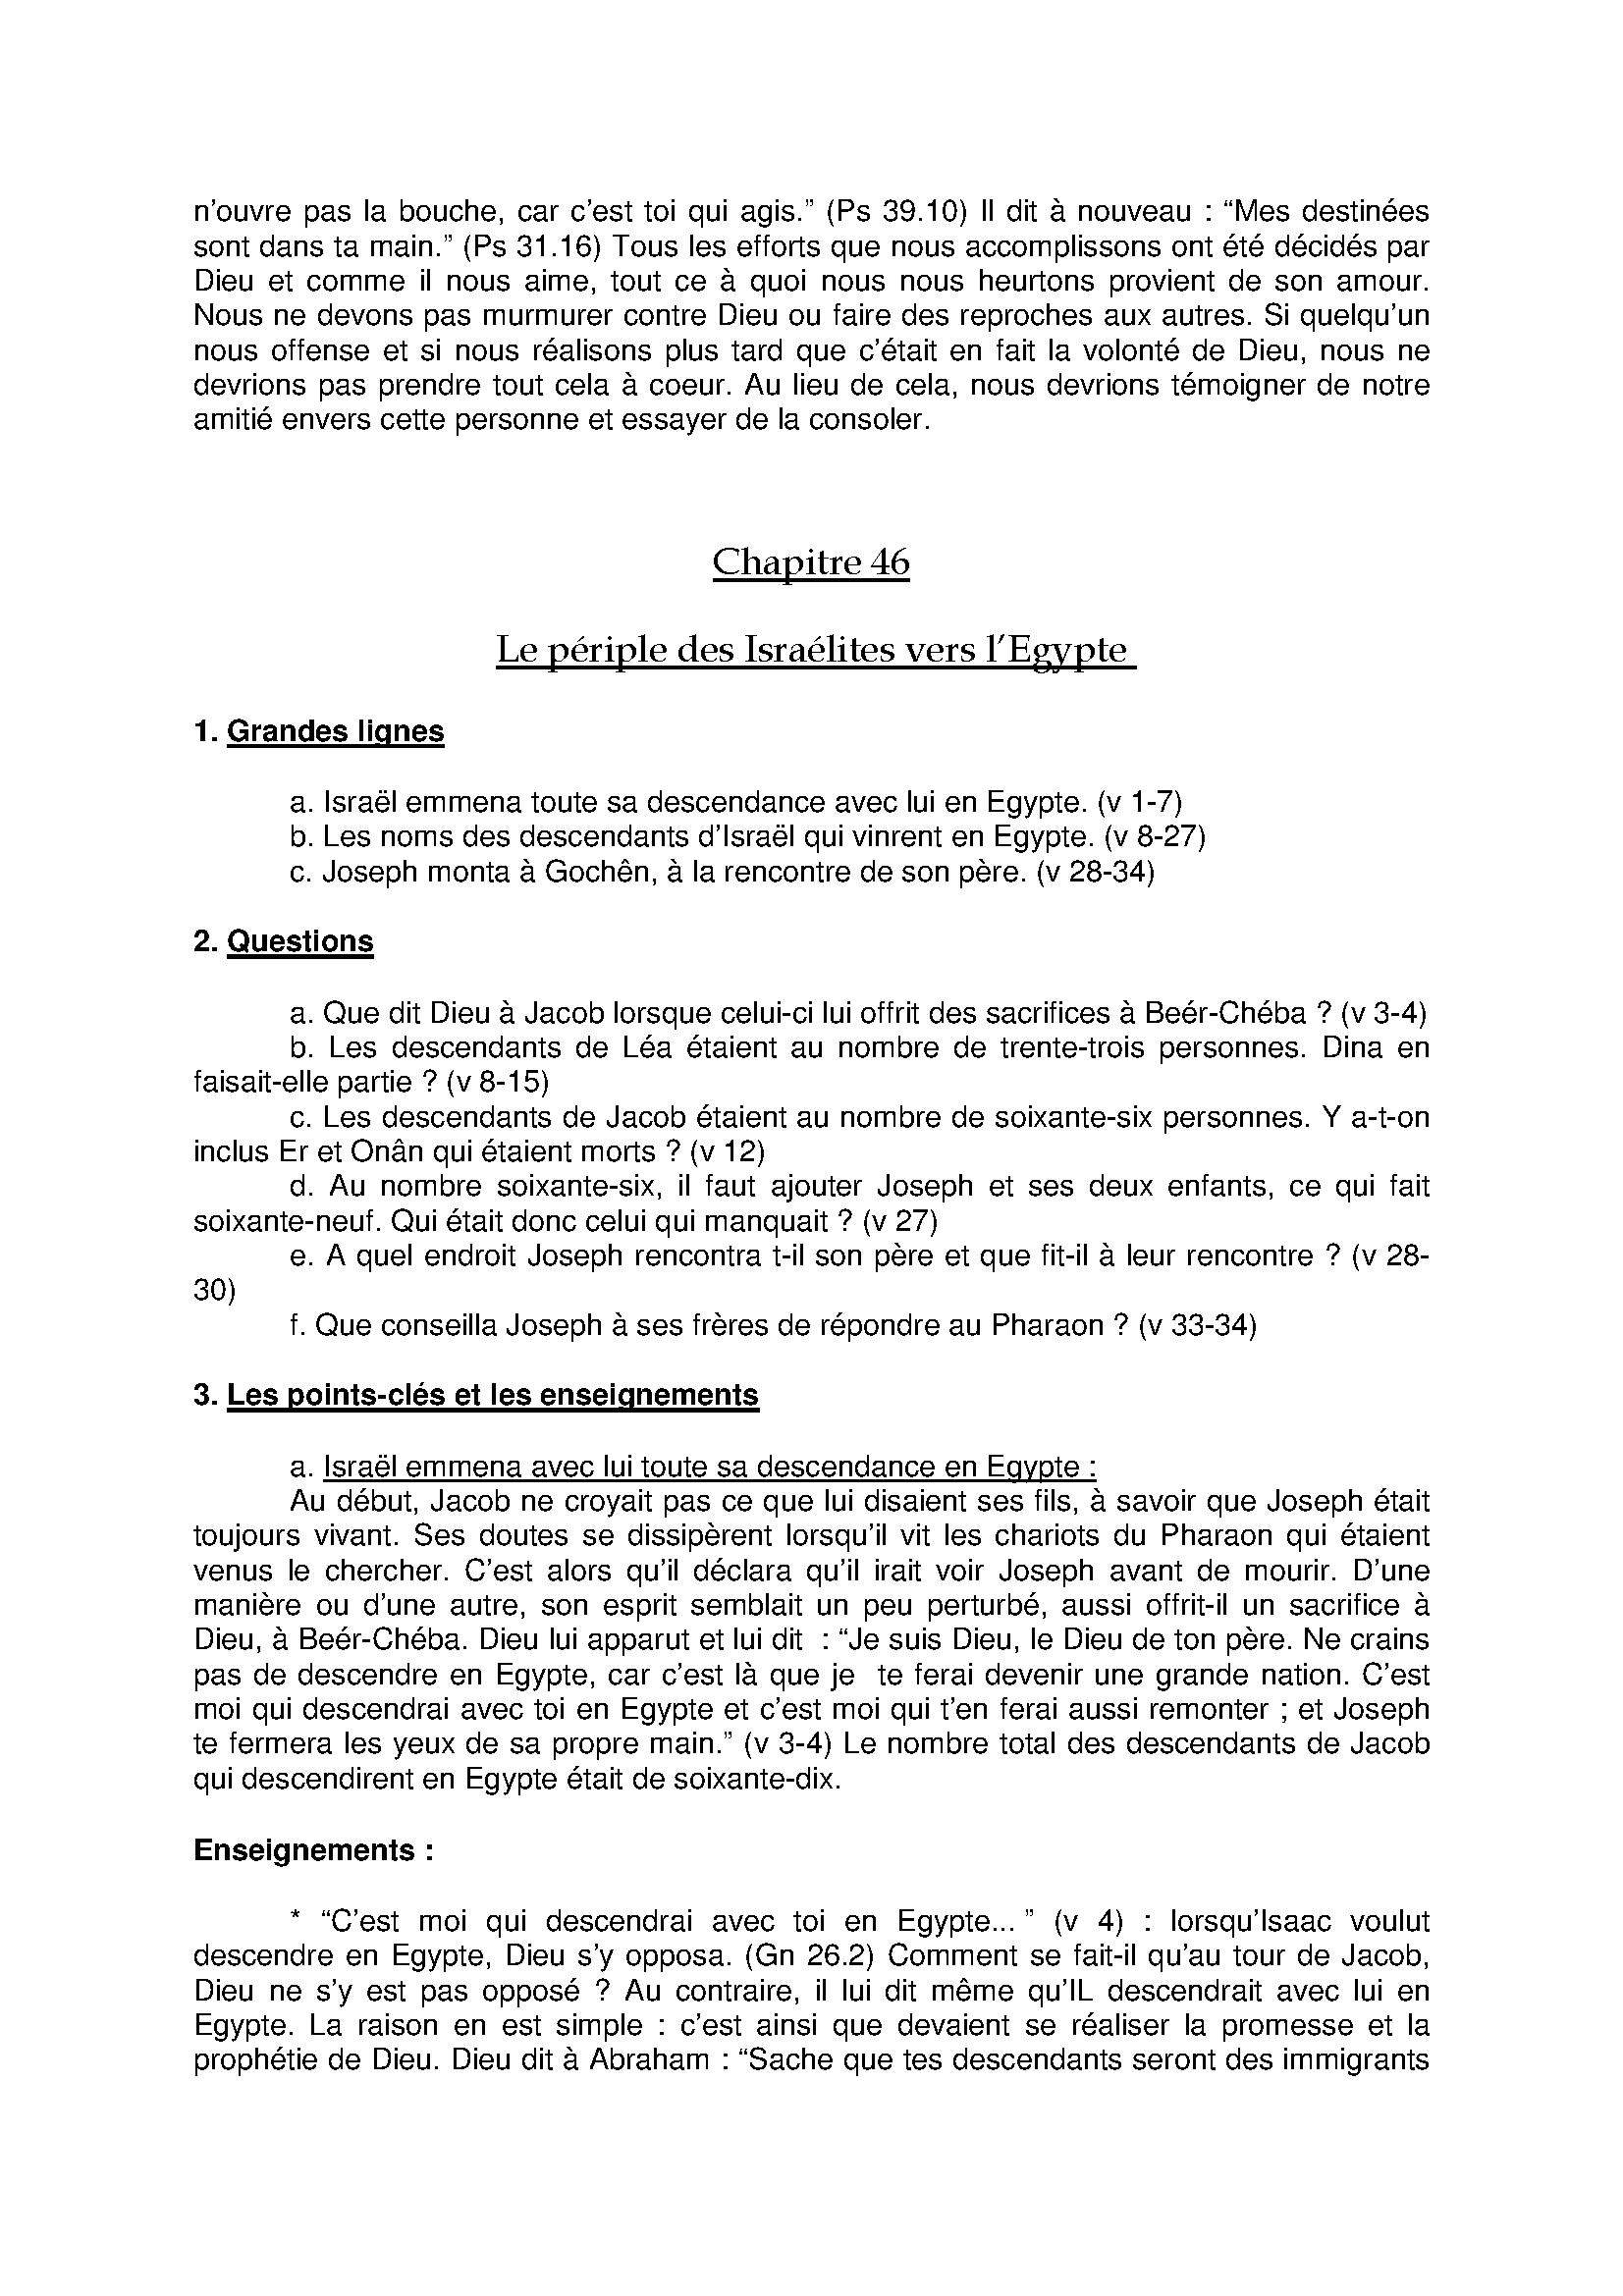 n’ouvre pas la bouche, car c’est toi qui agis.” (Ps 39.10) Il dit à nouveau : “Mes destinées
sont dans ta main.” (Ps 31.16) Tous les efforts que nous accomplissons ont été décidés par
Dieu et comme il nous aime, tout ce à quoi nous nous heurtons provient de son amour.
Nous ne devons pas murmurer contre Dieu ou faire des reproches aux autres. Si quelqu’un
nous offense et si nous réalisons plus tard que c’était en fait la volonté de Dieu, nous ne
devrions pas prendre tout cela à coeur. Au lieu de cela, nous devrions témoigner de notre
amitié envers cette personne et essayer de la consoler.
Chapitre 46
Le périple des Israélites vers l’Egypte
1. Grandes lignes
a. Israël emmena toute sa descendance avec lui en Egypte. (v 1-7)
b. Les noms des descendants d’Israël qui vinrent en Egypte. (v 8-27)
c. Joseph monta à Gochên, à la rencontre de son père. (v 28-34)
2. Questions
a. Que dit Dieu à Jacob lorsque celui-ci lui offrit des sacrifices à Beér-Chéba ? (v 3-4)
b. Les descendants de Léa étaient au nombre de trente-trois personnes. Dina en
faisait-elle partie ? (v 8-15)
c. Les descendants de Jacob étaient au nombre de soixante-six personnes. Y a-t-on
inclus Er et Onân qui étaient morts ? (v 12)
d. Au nombre soixante-six, il faut ajouter Joseph et ses deux enfants, ce qui fait
soixante-neuf. Qui était donc celui qui manquait ? (v 27)
e. A quel endroit Joseph rencontra t-il son père et que fit-il à leur rencontre ? (v 28-
30)
f. Que conseilla Joseph à ses frères de répondre au Pharaon ? (v 33-34)
3. Les points-clés et les enseignements
a. Israël emmena avec lui toute sa descendance en Egypte :
Au début, Jacob ne croyait pas ce que lui disaient ses fils, à savoir que Joseph était
toujours vivant. Ses doutes se dissipèrent lorsqu’il vit les chariots du Pharaon qui étaient
venus le chercher. C’est alors qu’il déclara qu’il irait voir Joseph avant de mourir. D’une
manière ou d’une autre, son esprit semblait un peu perturbé, aussi offrit-il un sacrifice à
Dieu, à Beér-Chéba. Dieu lui apparut et lui dit : “Je suis Dieu, le Dieu de ton père. Ne crains
pas de descendre en Egypte, car c’est là que je te ferai devenir une grande nation. C’est
moi qui descendrai avec toi en Egypte et c’est moi qui t’en ferai aussi remonter ; et Joseph
te fermera les yeux de sa propre main.” (v 3-4) Le nombre total des descendants de Jacob
qui descendirent en Egypte était de soixante-dix.
Enseignements :
* “C’est moi qui descendrai avec toi en Egypte... ” (v 4) : lorsqu’Isaac voulut
descendre en Egypte, Dieu s’y opposa. (Gn 26.2) Comment se fait-il qu’au tour de Jacob,
Dieu ne s’y est pas opposé ? Au contraire, il lui dit même qu’IL descendrait avec lui en
Egypte. La raison en est simple : c’est ainsi que devaient se réaliser la promesse et la
prophétie de Dieu. Dieu dit à Abraham : “Sache que tes descendants seront des immigrants